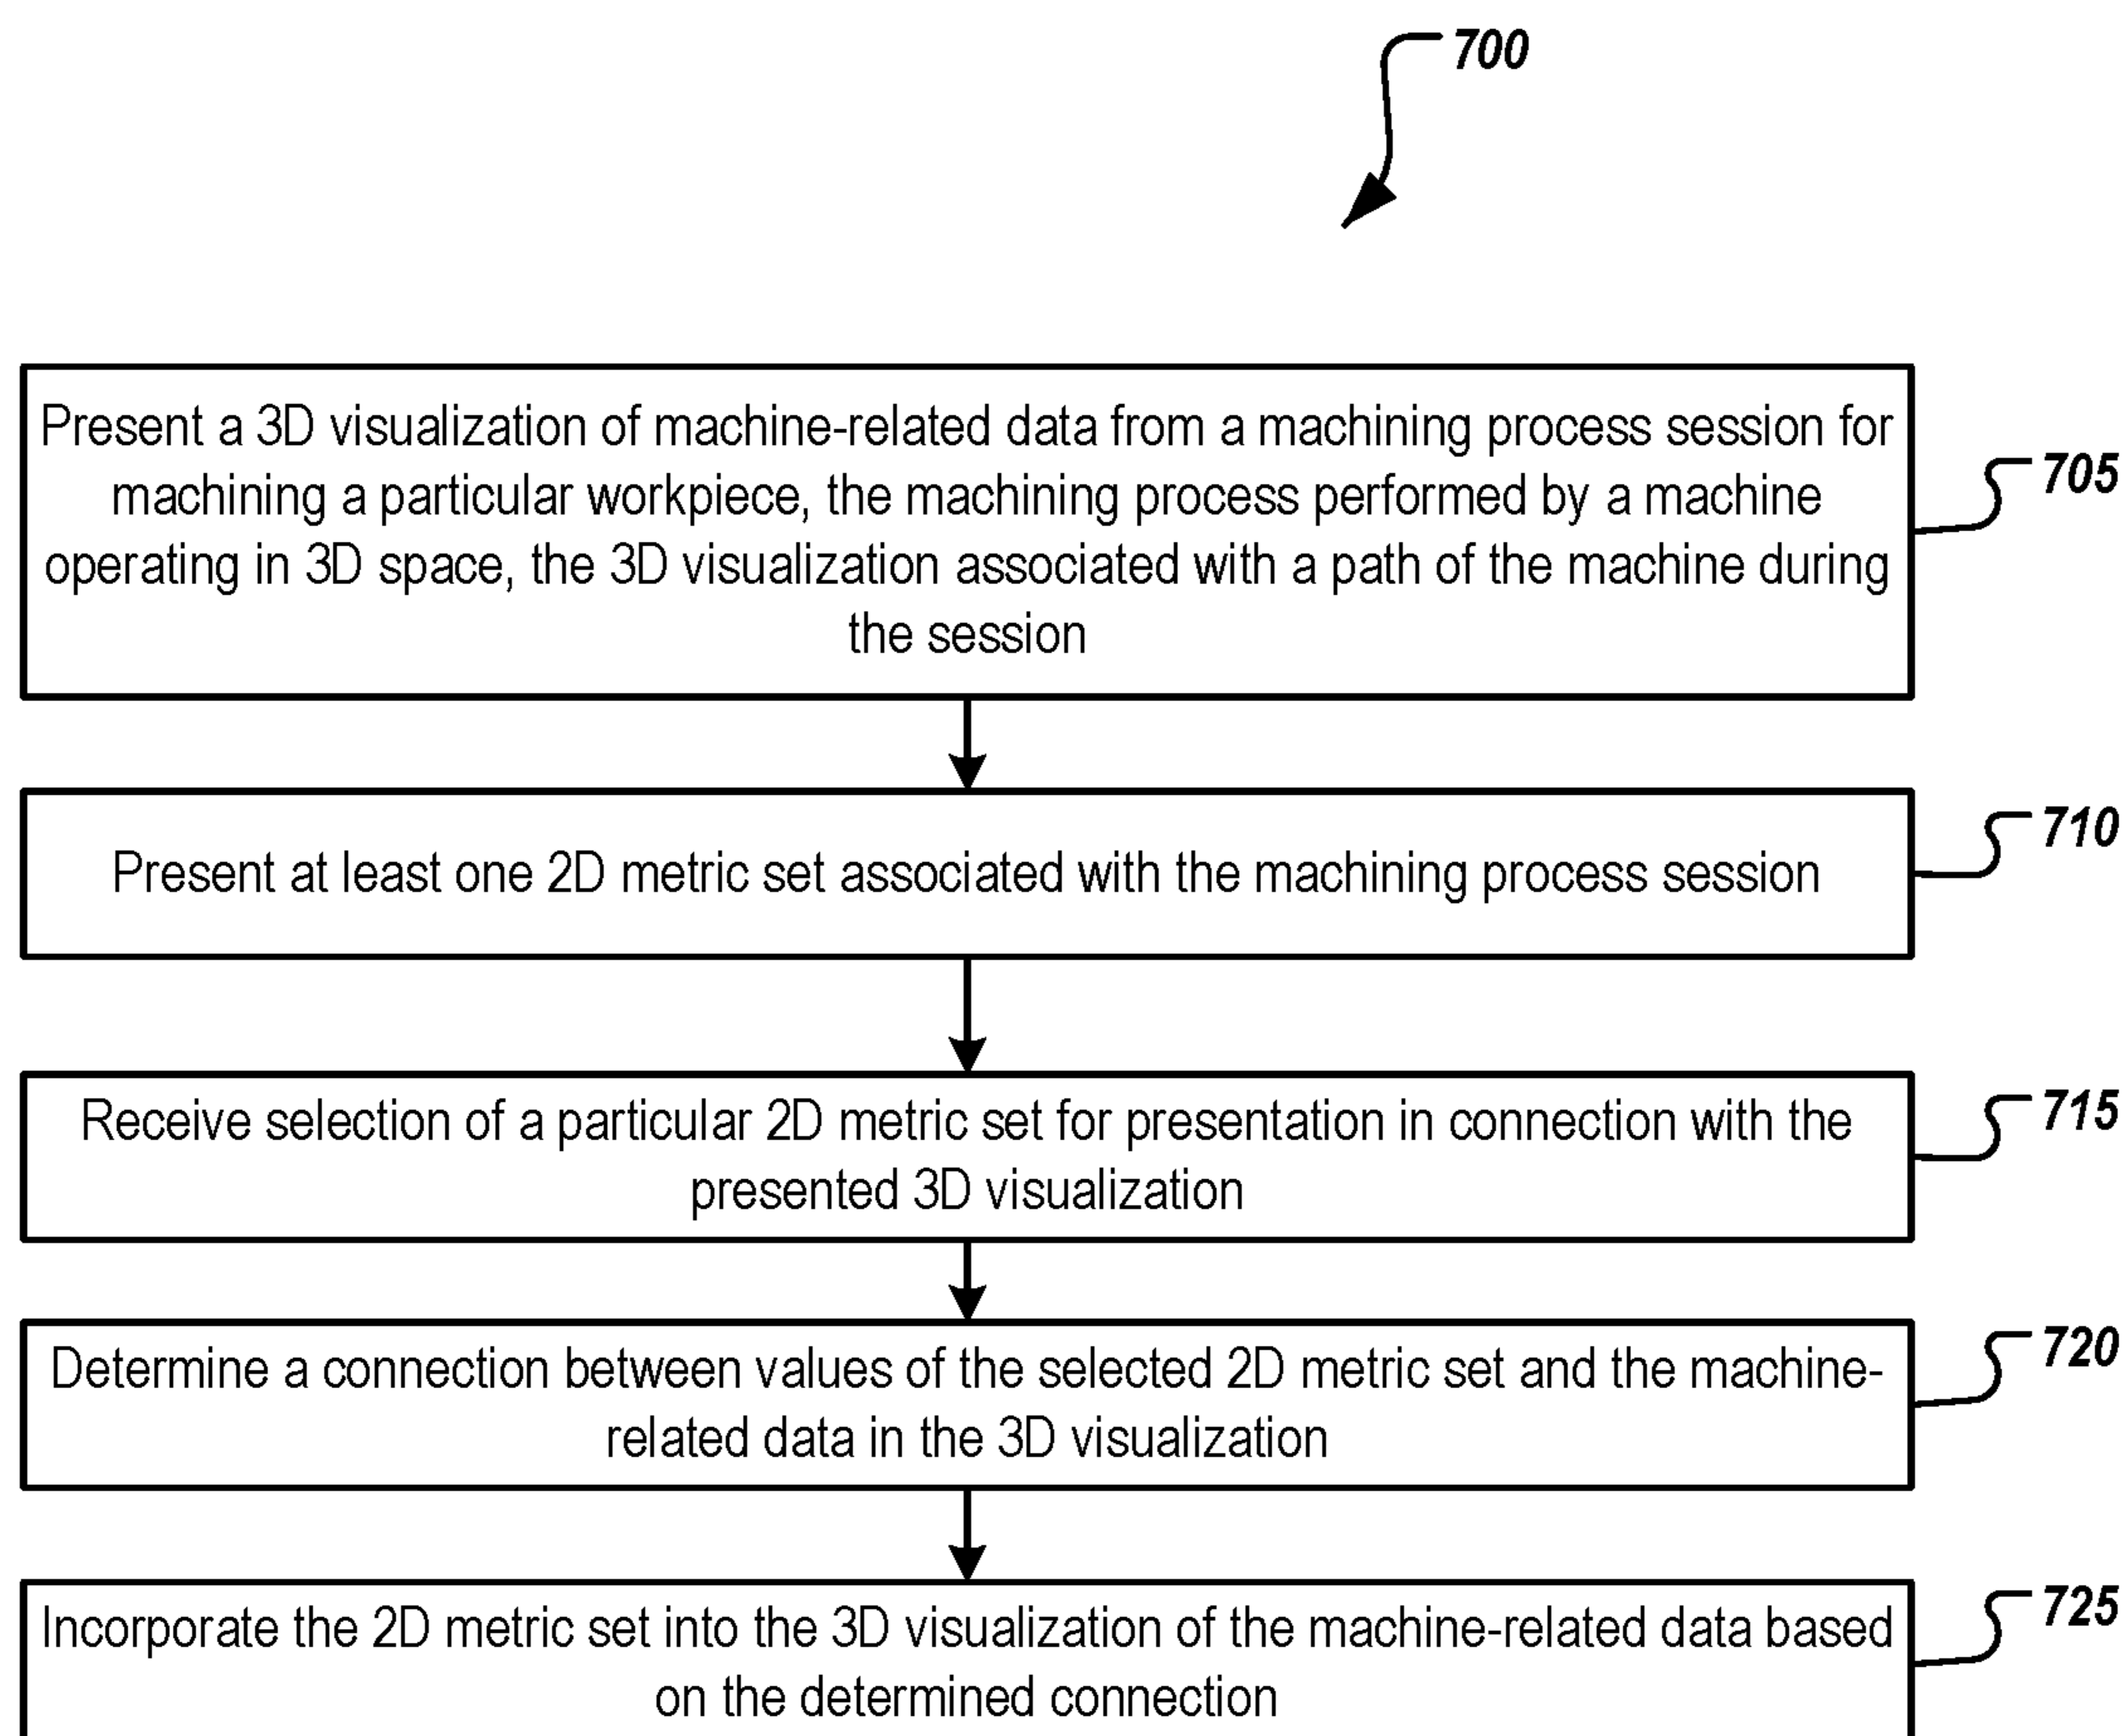 700
Present a 3D visualization of machine-related data from a machining process session for
machining a particular workpiece, the machining process performed by a machine
operating in 3D space, the 3D visualization associated with a path of the machine during
the session
705
Present at least one 2D metric set associated with the machining process session
710
Receive selection of a particular 2D metric set for presentation in connection with the
presented 3D visualization
715
Determine a connection between values of the selected 2D metric set and the machine-
related data in the 3D visualization
720
Incorporate the 2D metric set into the 3D visualization of the machine-related data based
on the determined connection
725